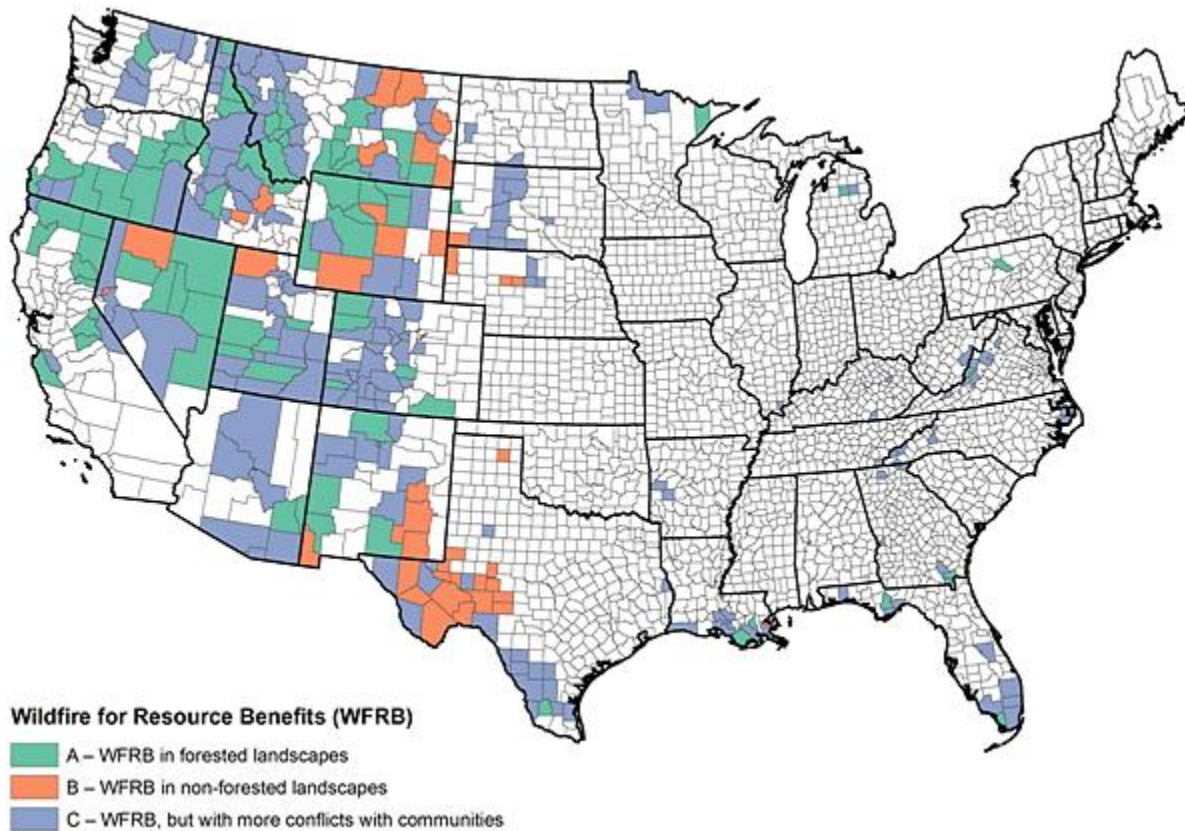 Wildfire for Resource Benefits (WFRB)
A – WFRB in forested landscapes
B – WFRB in non-forested landscapes
C – WFRB, but with more conflicts with communities